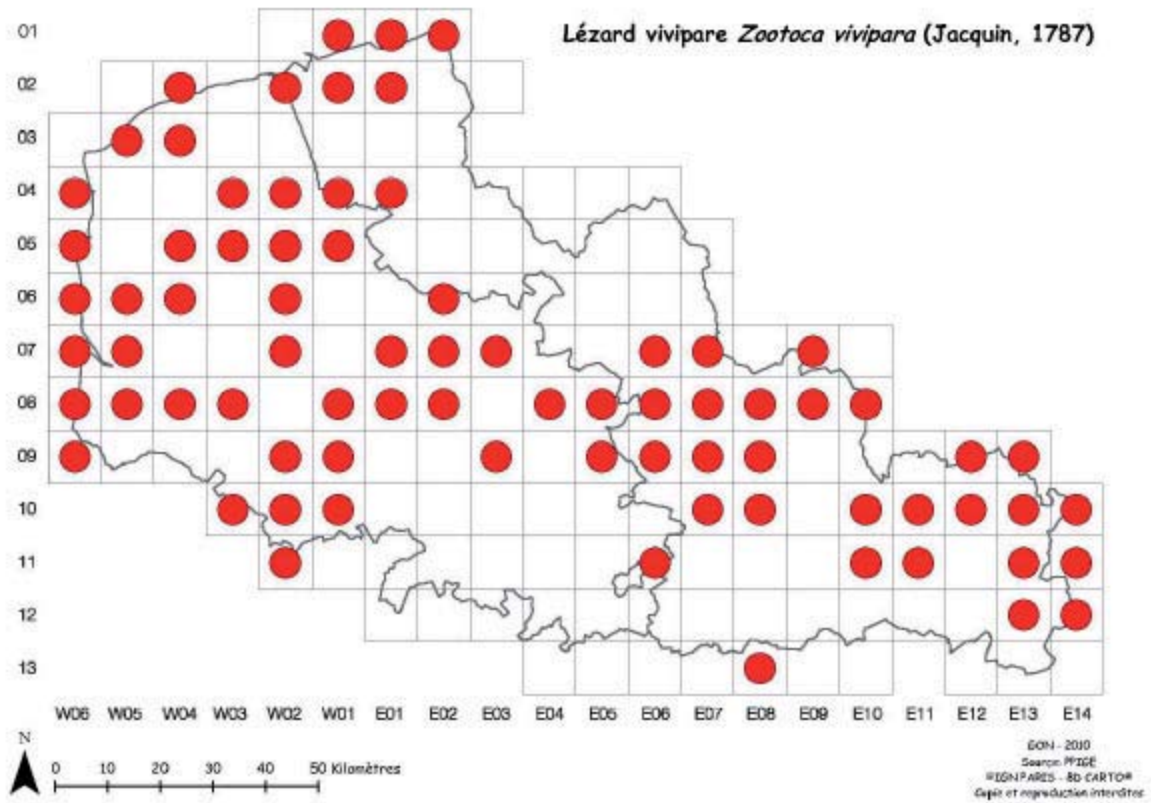 Lézard vivipare Zootoca vivipara (Jacquin, 1787)
01
02
03
04
05
06
07
08
09
10
11
12
13
W06 W05 W04 W03 W02 W01 E01 E02 E03 E04 E05 E06 E07 E08 E09 E10 E11 E12 E13 E14
N
0 10 20 30 40 50 Kilomètres
GON - 2010
Source: PPIGE
©IGN PARIS - BD CARTO®
Copie et reproduction interdites